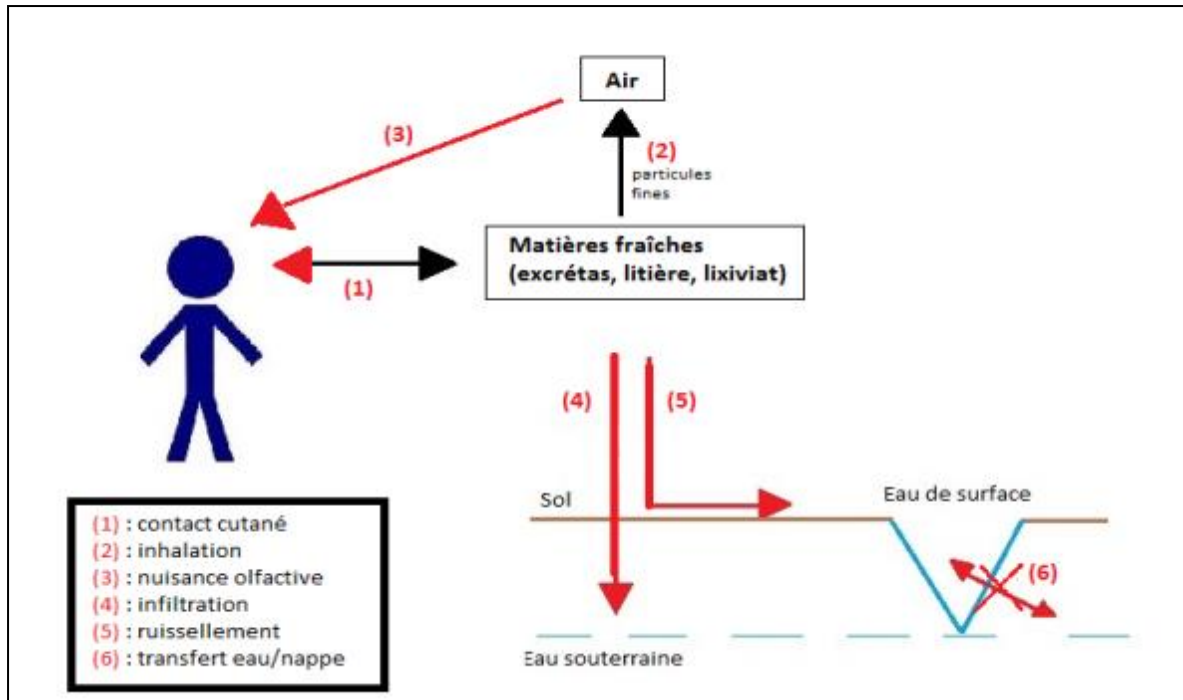 Air
(3)
(2)
particules
fines
Matières fraîches
(excrétas, litière, lixiviat)
(1)
(4)
(5)
Sol
Eau de surface
(6)
Eau souterraine
(1) : contact cutané
(2) : inhalation
(3) : nuisance olfactive
(4) : infiltration
(5) : ruissellement
(6) : transfert eau/nappe